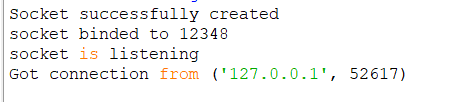 Socket successfully created
socket binded to 12348
socket is listening
Got connection from ('127.0.0.1', 52617)